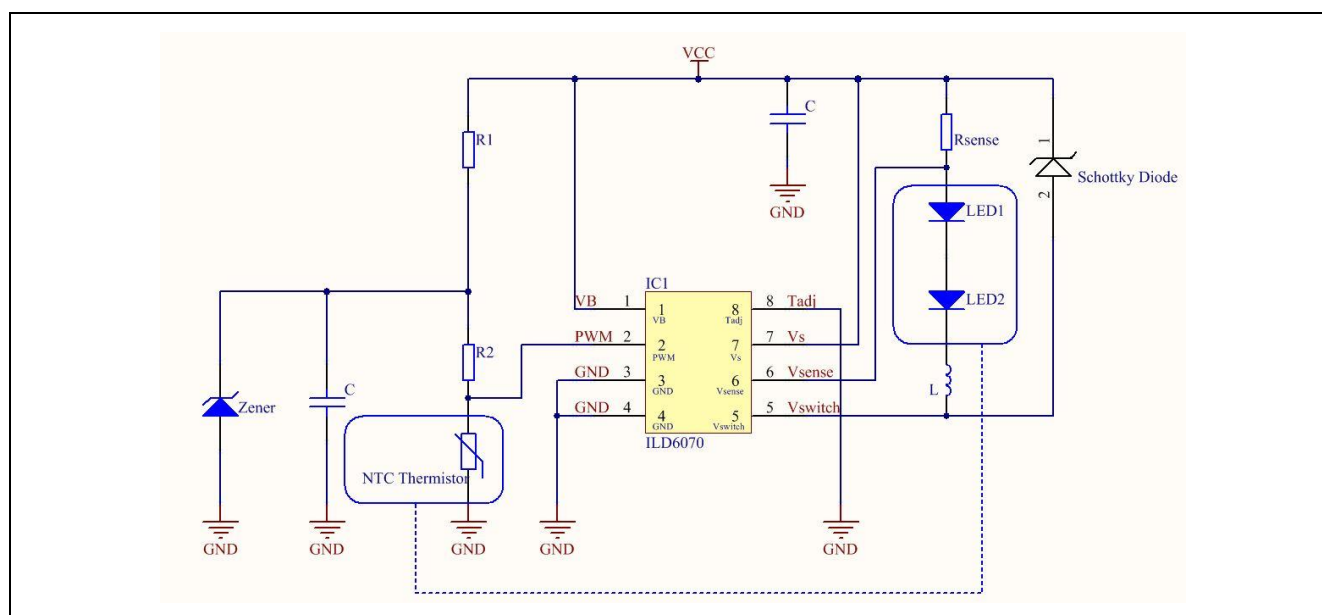 VCC
C
R1
Rsense
1
2
Schottky Diode
GND
LED1
LED2
IC1
VB 1 1 VB 8 Tadj 8 Tadj
PWM 2 2 PWM 7 Vs 7 Vs
GND 3 3 GND 6 Vsense 6 Vsense
GND 4 4 GND 5 Vswitch 5 Vswitch
ILD6070
R2
L
Zener
C
NTC Thermistor
GND
GND
GND
GND
GND